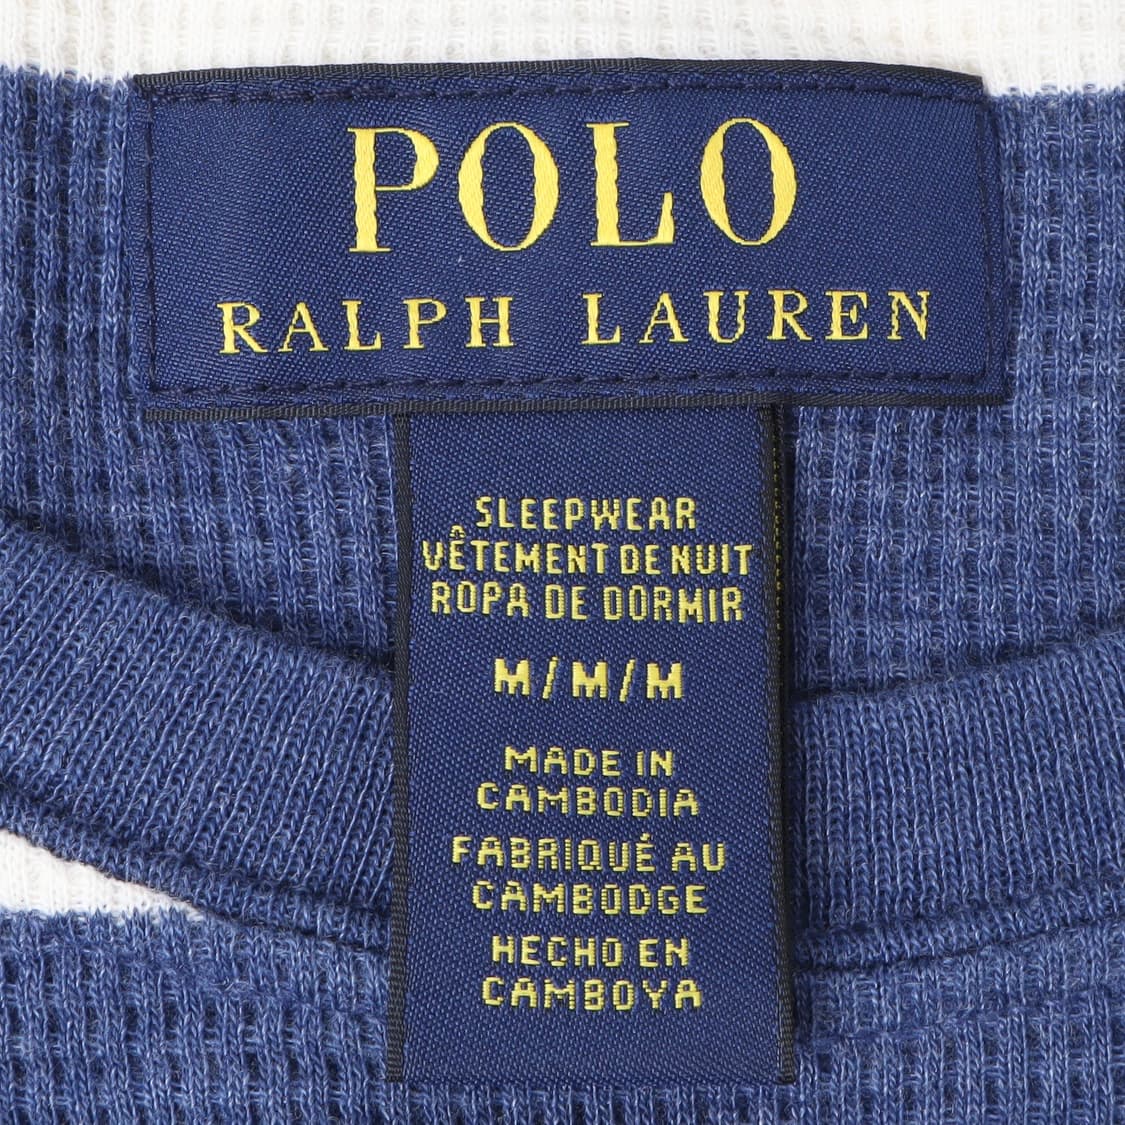 POLO
RALPH LAUREN
SLEEPWEAR
VÊTEMENT DE NUIT
ROPA DE DORMIR
M/M/M
MADE IN
CAMBODIA
FABRIQUÉ AU
CAMBODGE
HECHO EN
CAMBOYA